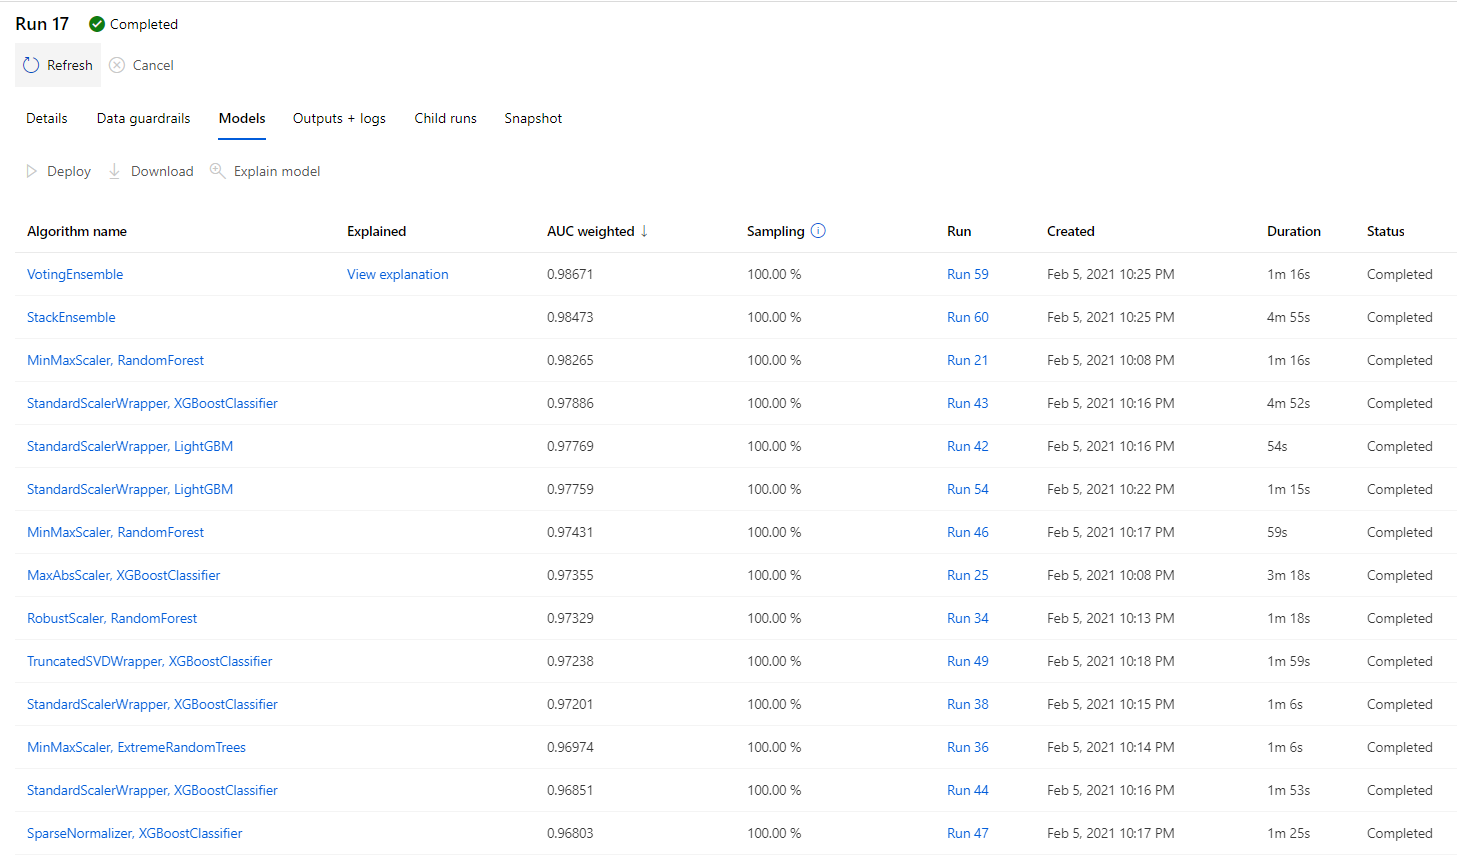 Run 17 Completed
Refresh Cancel
Details Data guardrails Models Outputs + logs Child runs Snapshot
Deploy Download Explain model
Algorithm name Explained AUC weighted ↓ Sampling Run Created Duration Status
VotingEnsemble View explanation 0.98671 100.00 % Run 59 Feb 5, 2021 10:25 PM 1m 16s Completed
StackEnsemble 0.98473 100.00 % Run 60 Feb 5, 2021 10:25 PM 4m 55s Completed
MinMaxScaler, RandomForest 0.98265 100.00 % Run 21 Feb 5, 2021 10:08 PM 1m 16s Completed
StandardScalerWrapper, XGBoostClassifier 0.97886 100.00 % Run 43 Feb 5, 2021 10:16 PM 4m 52s Completed
StandardScalerWrapper, LightGBM 0.97769 100.00 % Run 42 Feb 5, 2021 10:16 PM 54s Completed
StandardScalerWrapper, LightGBM 0.97759 100.00 % Run 54 Feb 5, 2021 10:22 PM 1m 15s Completed
MinMaxScaler, RandomForest 0.97431 100.00 % Run 46 Feb 5, 2021 10:17 PM 59s Completed
MaxAbsScaler, XGBoostClassifier 0.97355 100.00 % Run 25 Feb 5, 2021 10:08 PM 3m 18s Completed
RobustScaler, RandomForest 0.97329 100.00 % Run 34 Feb 5, 2021 10:13 PM 1m 18s Completed
TruncatedSVDWrapper, XGBoostClassifier 0.97238 100.00 % Run 49 Feb 5, 2021 10:18 PM 1m 59s Completed
StandardScalerWrapper, XGBoostClassifier 0.97201 100.00 % Run 38 Feb 5, 2021 10:15 PM 1m 6s Completed
MinMaxScaler, ExtremeRandomTrees 0.96974 100.00 % Run 36 Feb 5, 2021 10:14 PM 1m 6s Completed
StandardScalerWrapper, XGBoostClassifier 0.96851 100.00 % Run 44 Feb 5, 2021 10:16 PM 1m 53s Completed
SparseNormalizer, XGBoostClassifier 0.96803 100.00 % Run 47 Feb 5, 2021 10:17 PM 1m 25s Completed